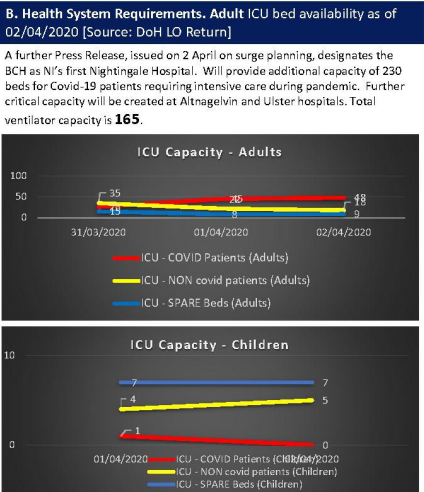 B. Health System Requirements. Adult ICU bed availability as of
02/04/2020 [Source: DoH LO Return]
A further Press Release, issued on 2 April on surge planning, designates the
BCH as NI's first Nightingale Hospital. Will provide additional capacity of 230
beds for Covid-19 patients requiring intensive care during pandemic. Further
critical capacity will be created at Altnagelvin and Ulster hospitals. Total
ventilator capacity is 165.
ICU Capacity - Adults
100
50
0
35
15
8
48
18
9
31/03/2020 01/04/2020 02/04/2020
ICU - COVID Patients (Adults)
ICU - NON covid patients (Adults)
ICU - SPARE Beds (Adults)
ICU Capacity - Children
10
0
7 7
4 5
1 0
01/04/2020 02/04/2020
ICU - COVID Patients (Children)
ICU - NON covid patients (Children)
ICU - SPARE Beds (Children)